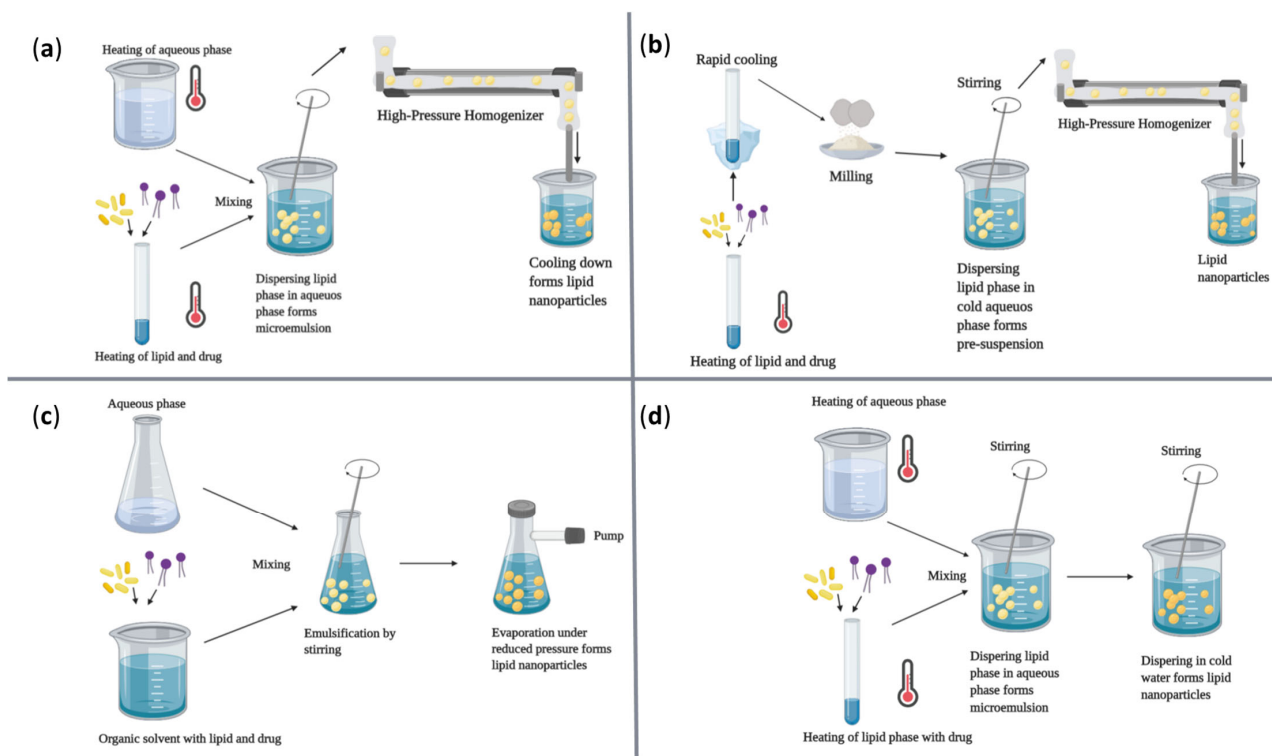 (a)
Heating of aqueous phase
Mixing
Heating of lipid and drug
Dispersing lipid
phase in aqueuos
phase forms
microemulsion
High-Pressure Homogenizer
Cooling down
forms lipid
nanoparticles
(b)
Rapid cooling
Milling
Heating of lipid and drug
Stirring
Dispersing
lipid phase in
cold aqueuos
phase forms
pre-suspension
High-Pressure Homogenizer
Lipid
nanoparticles
(c)
Aqueous phase
Mixing
Organic solvent with lipid and drug
Emulsification by
stirring
Pump
Evaporation under
reduced pressure forms
lipid nanoparticles
(d)
Heating of aqueous phase
Mixing
Heating of lipid phase with drug
Stirring
Dispering lipid
phase in aqueous
phase forms
microemulsion
Stirring
Dispering in cold
water forms lipid
nanoparticles